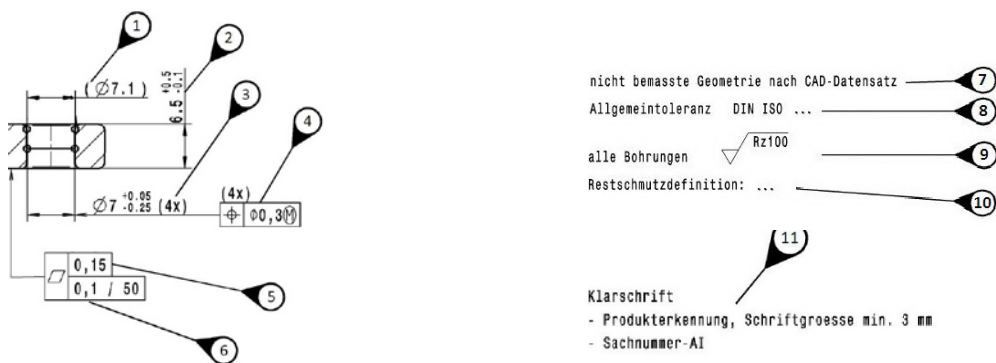 1
2
(Ø7.1)
6.5 +0.5 -0.1
3
4
Ø7 +0.05 -0.25 (4x)
(4x)
⌖ Ø0,3Ⓜ
⏥ 0,15
0,1 / 50
5
6
nicht bemasste Geometrie nach CAD-Datensatz
7
Allgemeintoleranz DIN ISO ...
8
alle Bohrungen Rz100
9
Restschmutzdefinition: ...
10
11
Klarschrift
- Produkterkennung, Schriftgroesse min. 3 mm
- Sachnummer-AI